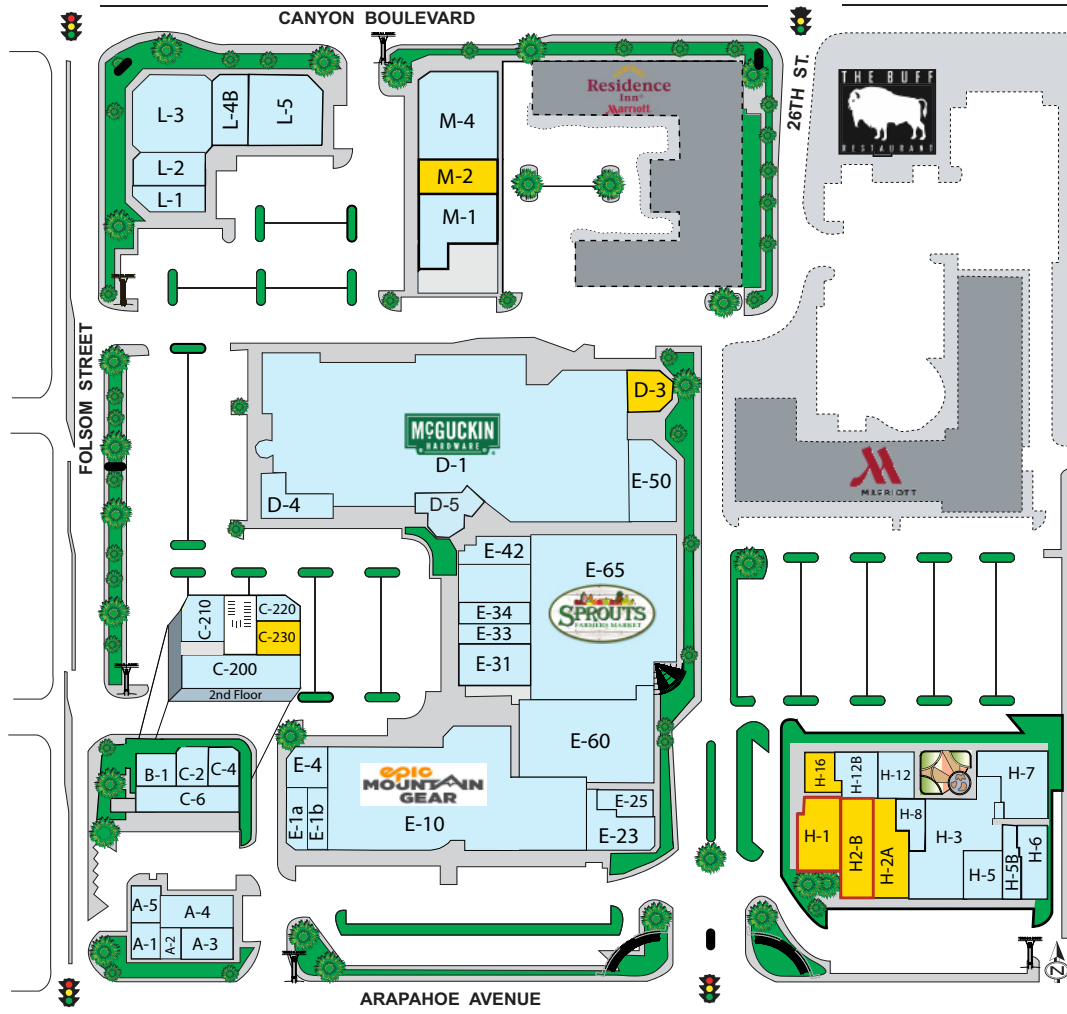 CANYON BOULEVARD
26TH ST.
THE BUFF
RESTAURANT
Residence
Inn®
Marriott
L-3
L-4B
L-5
L-2
L-1
M-4
M-2
M-1
FOLSOM STREET
D-3
McGUCKIN
HARDWARE
D-1
E-50
D-4
D-5
MARRIOTT
E-42
E-65
SPROUTS
FARMERS MARKET
E-34
E-33
E-31
C-210
C-220
C-230
C-200
2nd Floor
E-60
B-1
C-2
C-4
C-6
E-4
epic
MOUNTAIN
GEAR
E-1a
E-1b
E-10
E-25
E-23
H-16
H-12B
H-12
H-7
H-1
H2-B
H-2A
H-8
H-3
H-5
H-5B
H-6
A-5
A-4
A-1
A-2
A-3
N
ARAPAHOE AVENUE